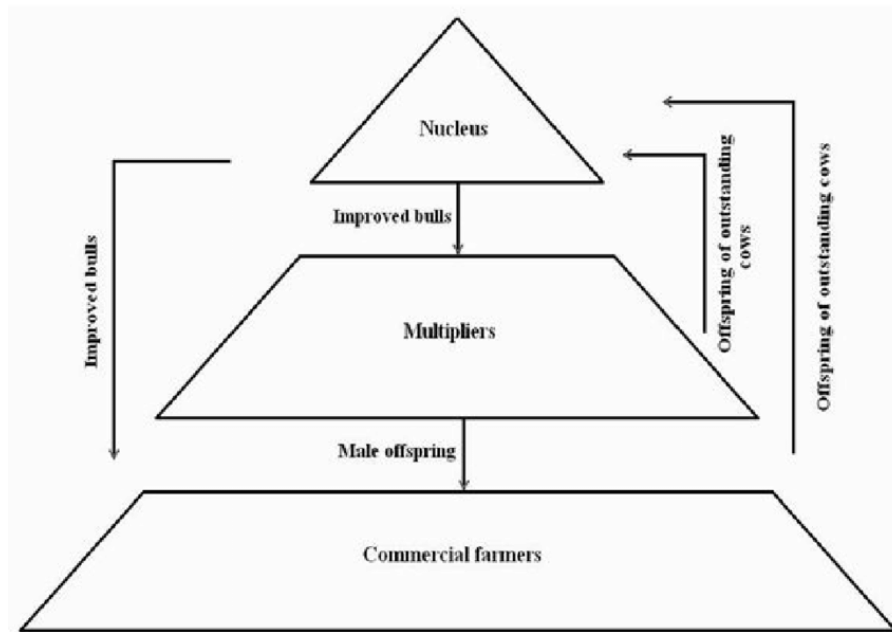 Nucleus
Improved bulls
Improved bulls
Multipliers
Offspring of outstanding
cows
Offspring of outstanding cows
Male offspring
Commercial farmers